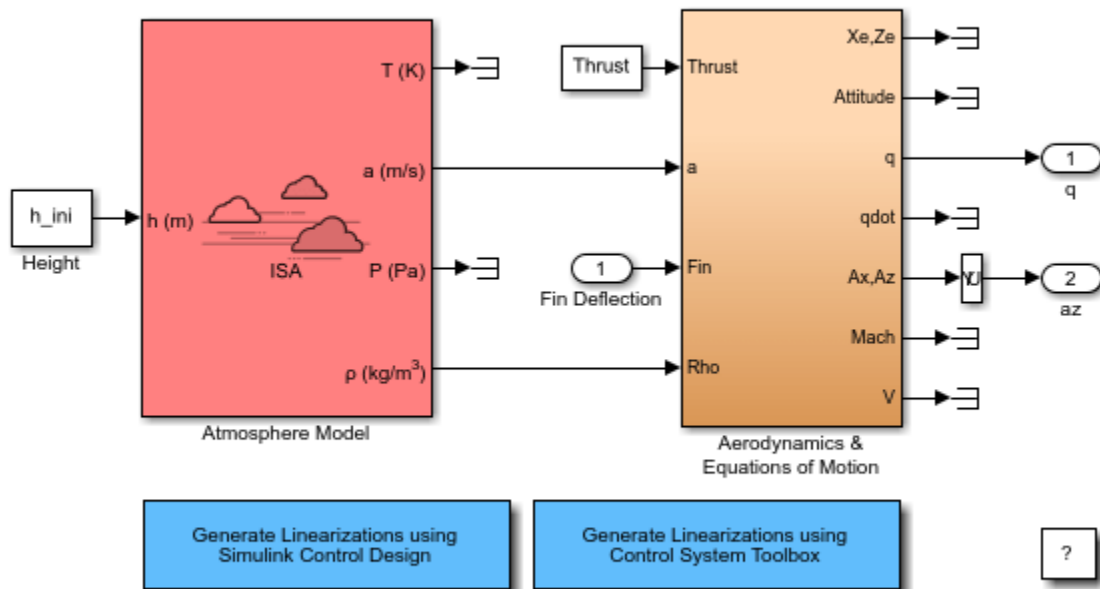 Xe,Ze
T (K)
Thrust
Thrust
Attitude
a (m/s)
a
q
1
q
h_ini
Height
h (m)
qdot
ISA
P (Pa)
1
Fin Deflection
Fin
Ax,Az
2
az
Mach
ρ (kg/m³)
Rho
V
Atmosphere Model
Aerodynamics &
Equations of Motion
Generate Linearizations using
Simulink Control Design
Generate Linearizations using
Control System Toolbox
?